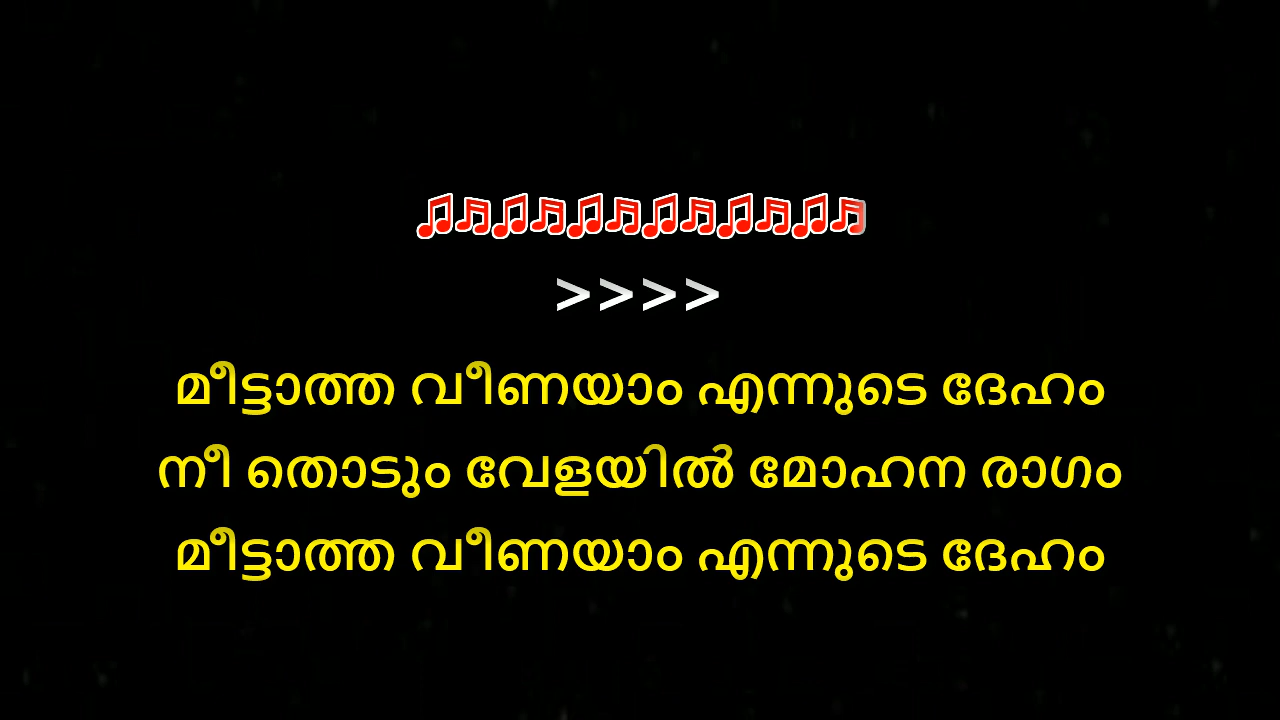 ♫♬♫♬♫♬♫♬♫♬♫♬
>>>>
മീട്ടാത്ത വീണയാം എന്നുടെ ദേഹം
നീ തൊടും വേളയിൽ മോഹന രാഗം
മീട്ടാത്ത വീണയാം എന്നുടെ ദേഹം